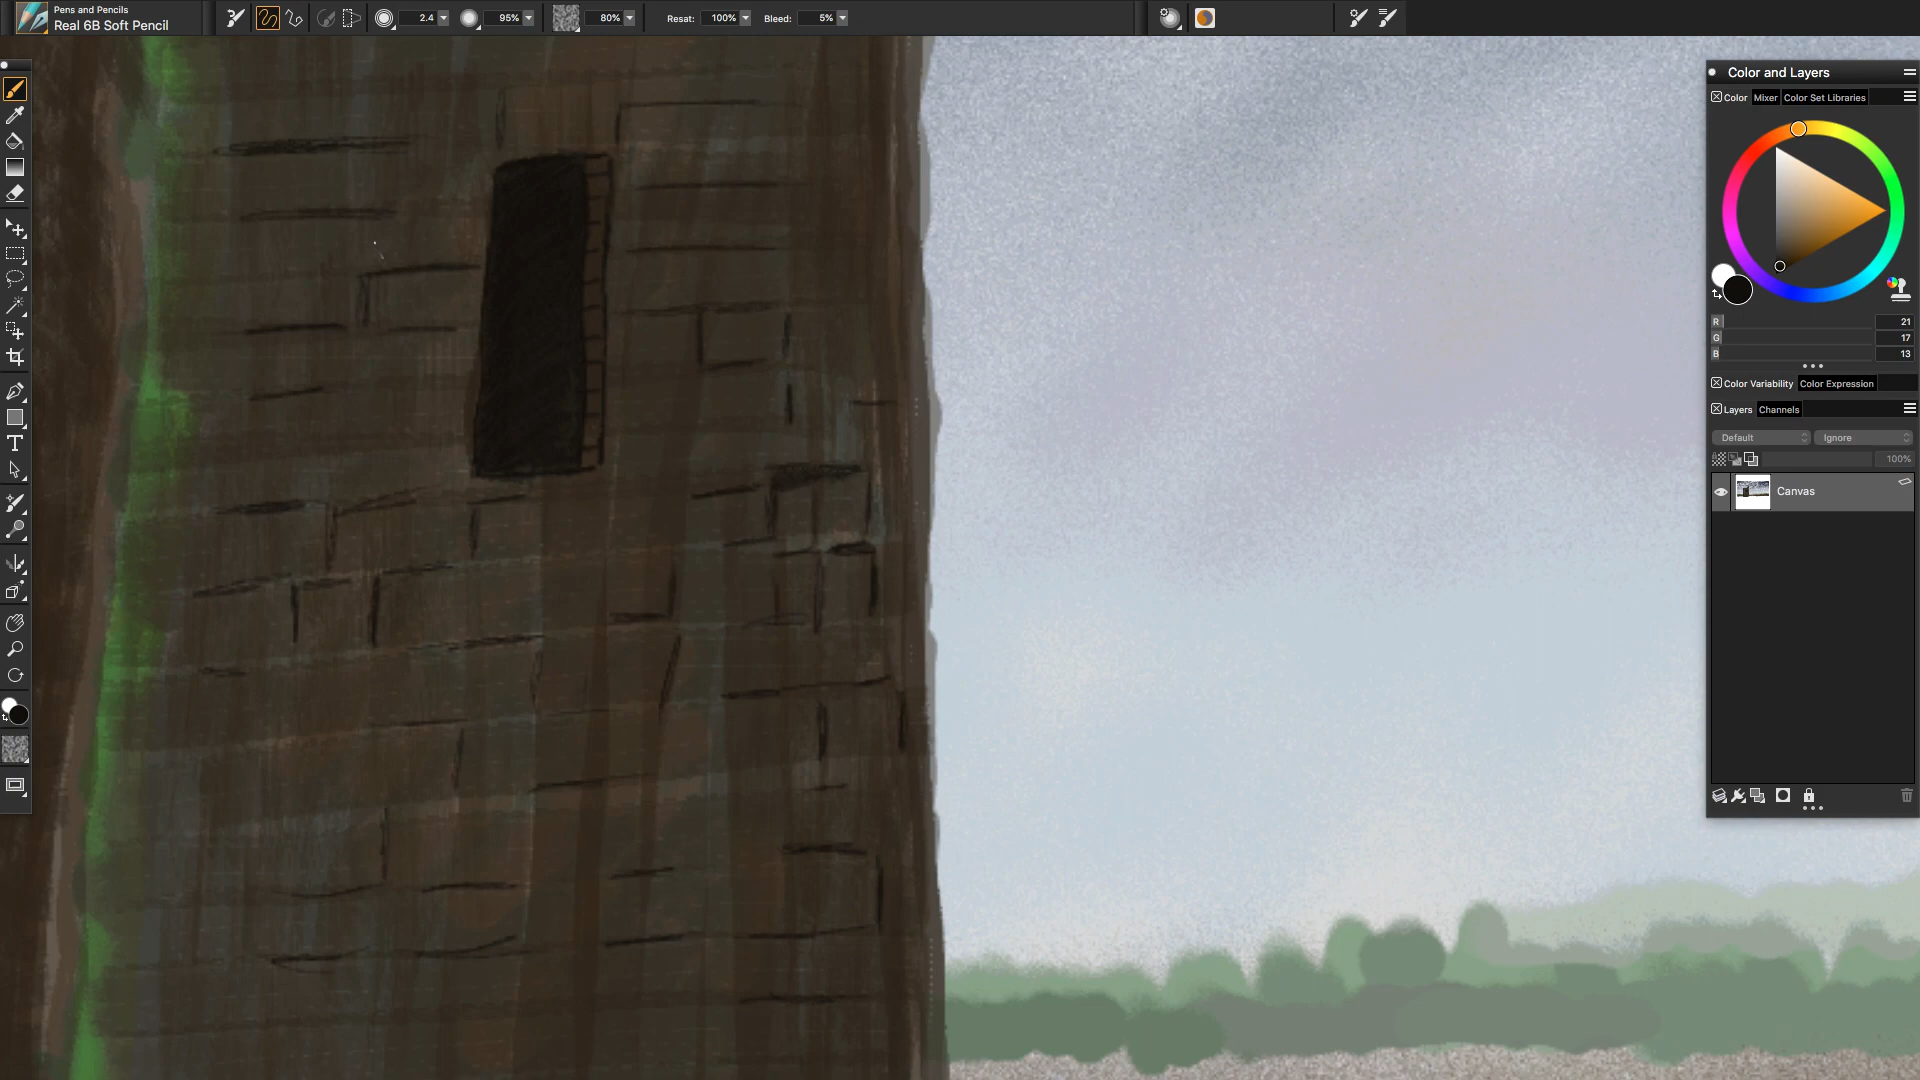 Pens and Pencils
Real 6B Soft Pencil
2.4
95%
80%
Resat: 100%
Bleed: 5%
Color and Layers
Color Mixer Color Set Libraries
R 21
G 17
B 13
Color Variability Color Expression
Layers Channels
Default Ignore
100%
Canvas
T